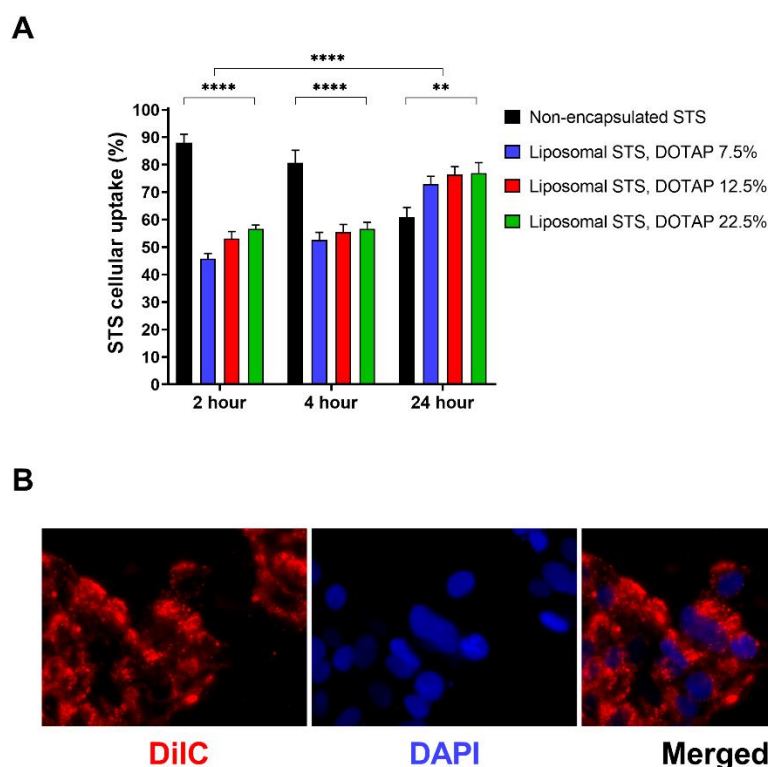 A
****
**** **** **
100
90
80
70
60
50
40
30
20
10
0
STS cellular uptake (%)
2 hour 4 hour 24 hour
Non-encapsulated STS
Liposomal STS, DOTAP 7.5%
Liposomal STS, DOTAP 12.5%
Liposomal STS, DOTAP 22.5%
B
DilC DAPI Merged